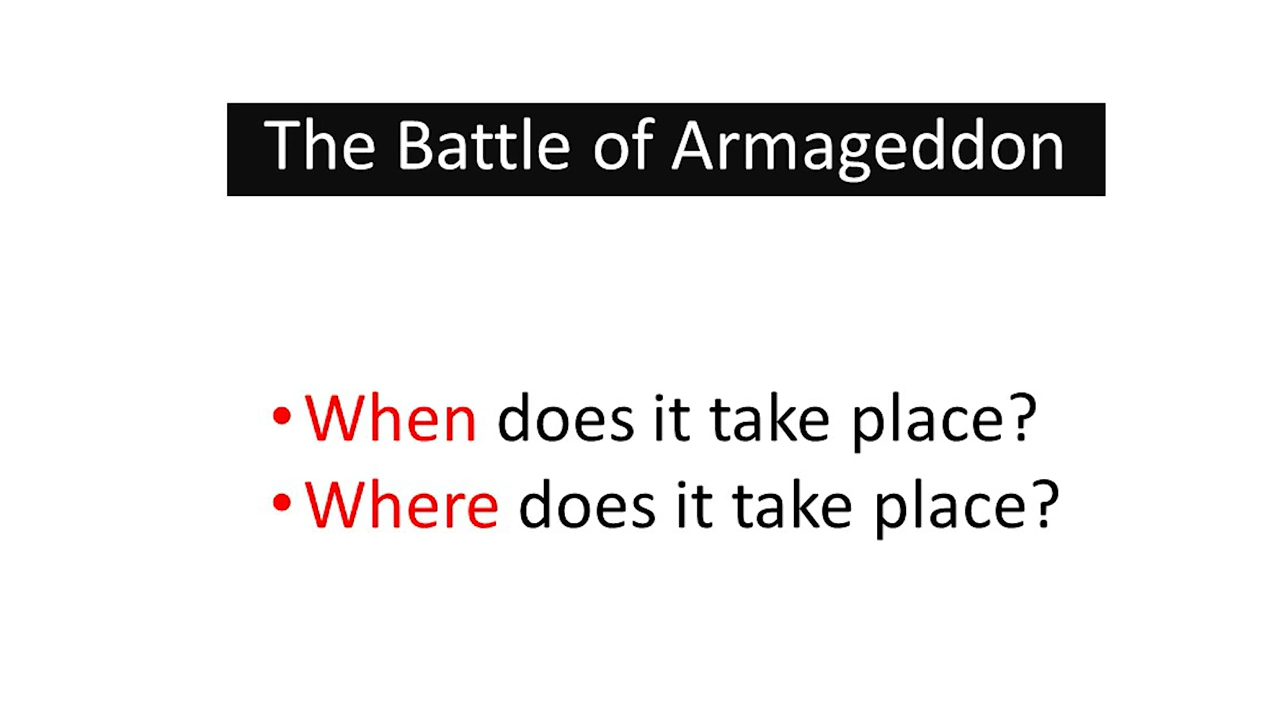 The Battle of Armageddon
• When does it take place?
• Where does it take place?